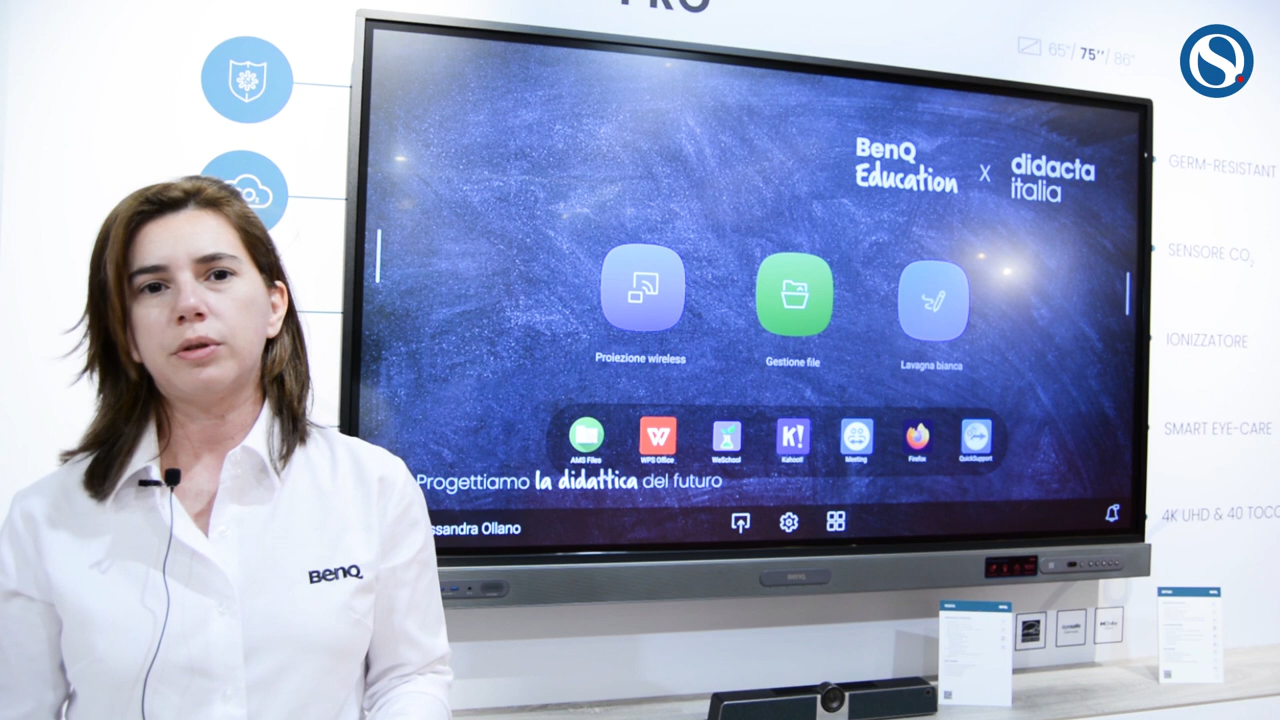 PRO
65”/ 75”/ 86”
GERM-RESISTANT
SENSORE CO₂
IONIZZATORE
SMART EYE-CARE
4K UHD & 40 TOCC
BenQ
Education
X
didacta
italia
Proiezione wireless
Gestione file
Lavagna bianca
K!
AMS Files
WPS Office
WeSchool
Kahoot!
Meeting
Firefox
QuickSupport
Progettiamo la didattica del futuro
ssandra Ollano
BenQ
BenQ